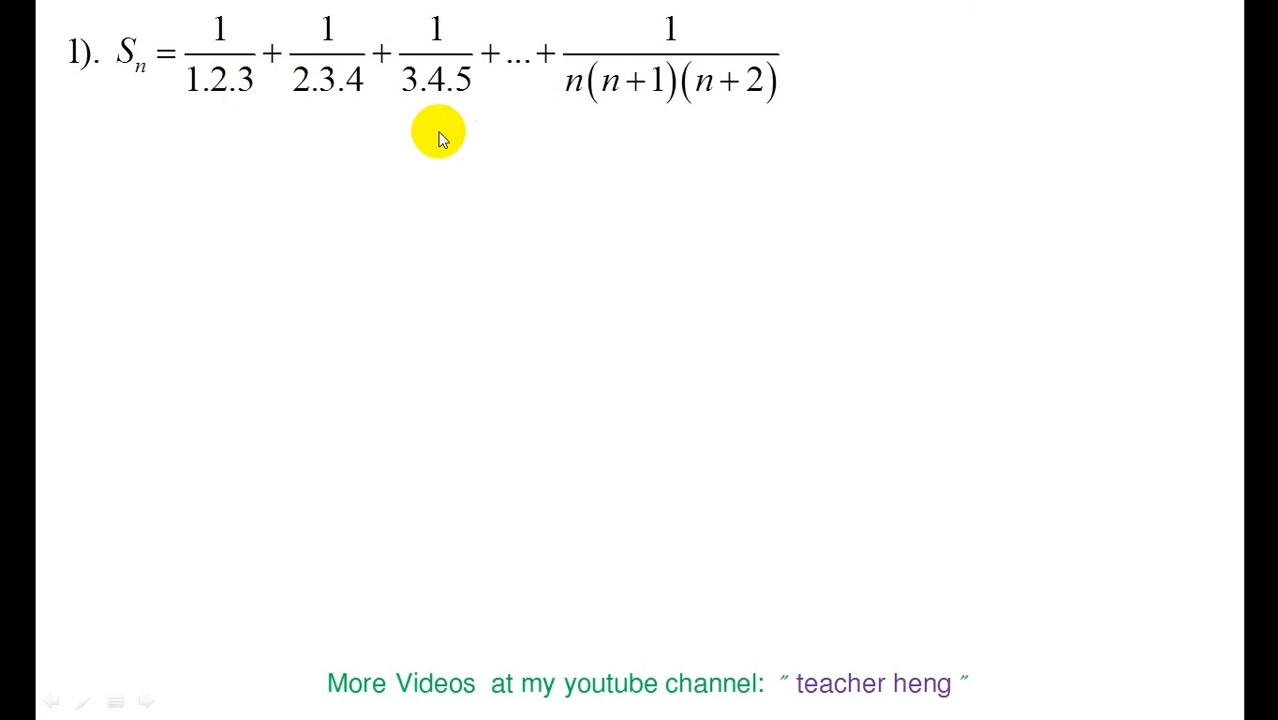 1). Sₙ = 1/1.2.3 + 1/2.3.4 + 1/3.4.5 + ... + 1/n(n+1)(n+2)
More Videos at my youtube channel: " teacher heng "